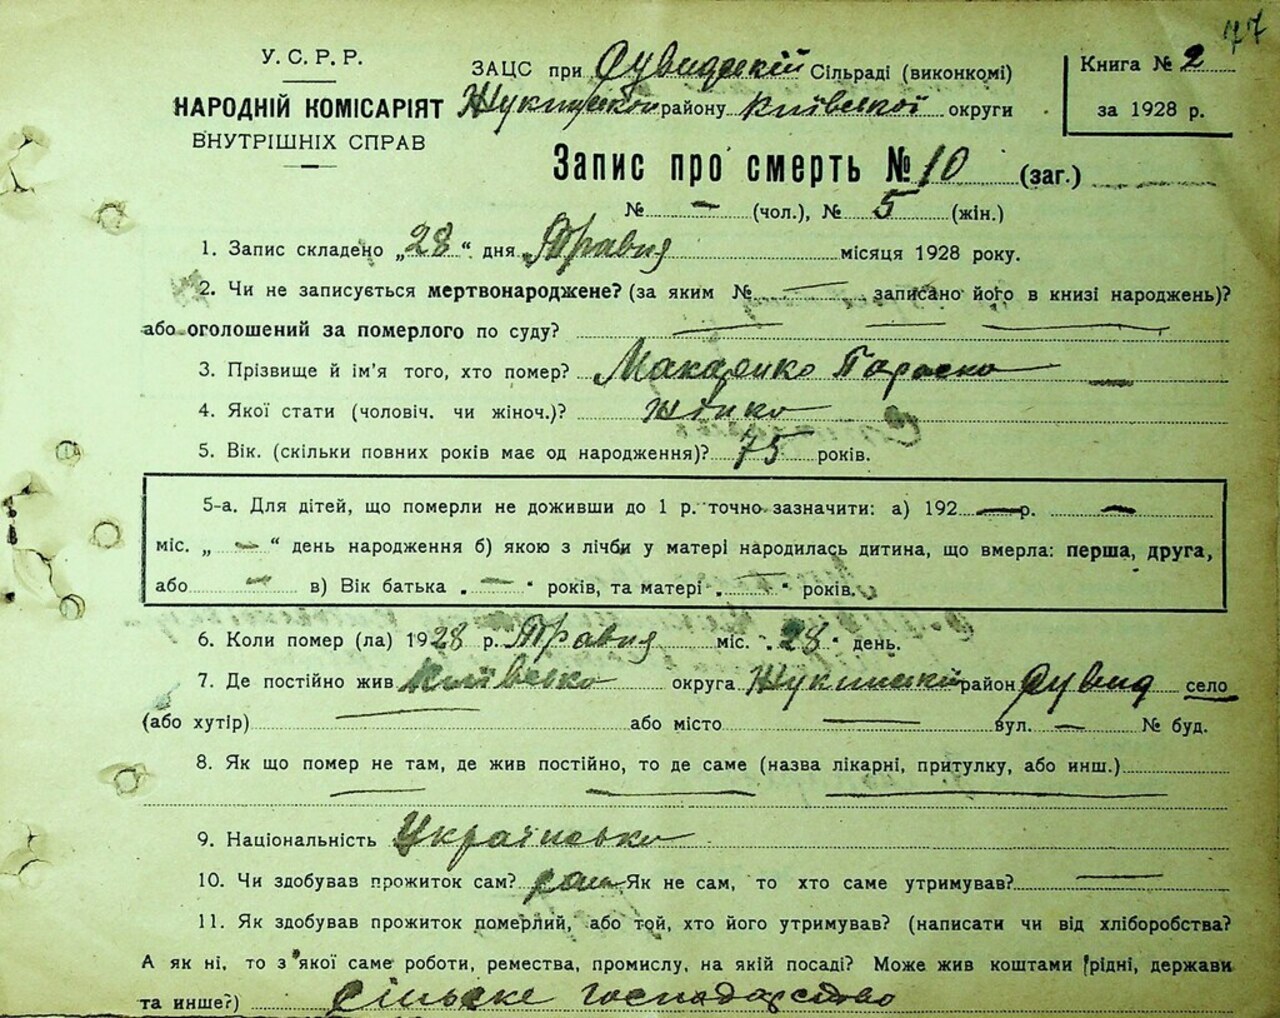 77
У. С. Р. Р.
НАРОДНІЙ КОМІСАРІЯТ
ВНУТРІШНІХ СПРАВ
ЗАЦС при Сувидській Сільраді (виконкомі)
Жукинской району Київської округи
Книга № 2
за 1928 р.
Запис про смерть № 10 (заг.)
№ — (чол.), № 5 (жін.)
1. Запис складено „28“ дня Травня місяця 1928 року.
2. Чи не записується мертвонароджене? (за яким № — записано його в книзі народжень)?
або оголошений за померлого по суду? — — —
3. Прізвище й ім'я того, хто помер? Макаренко Параска
4. Якої стати (чоловіч. чи жіноч.)? жінка
5. Вік. (скільки повних років має од народження)? 75 років.
5-а. Для дітей, що померли не доживши до 1 р. точно зазначити: а) 192 — р. —
міс. „ — “ день народження б) якою з лічби у матері народилась дитина, що вмерла: перша, друга,
або — в) Вік батька „ — “ років, та матері „ — “ років.
6. Коли помер (ла) 1928 р. Травня міс. „28“ день.
7. Де постійно жив Київська округа Жукинский район Сувид село
(або хутір) — або місто — вул. — № буд.
8. Як що помер не там, де жив постійно, то де саме (назва лікарні, притулку, або инш.)
— — —
9. Національність Українська
10. Чи здобував прожиток сам? сама Як не сам, то хто саме утримував? —
11. Як здобував прожиток померлий, або той, хто його утримував? (написати чи від хліборобства?
А як ні, то з якої саме роботи, ремества, промислу, на якій посаді? Може жив коштами рідні, держави
та инше?) сільське господарство